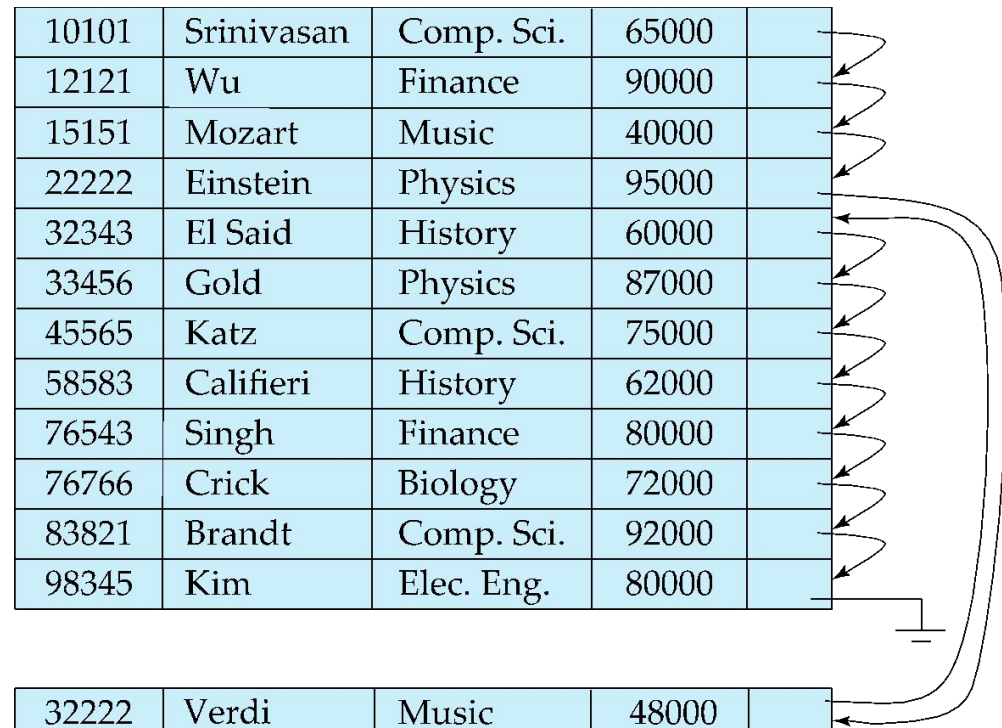 10101 Srinivasan Comp. Sci. 65000
12121 Wu Finance 90000
15151 Mozart Music 40000
22222 Einstein Physics 95000
32343 El Said History 60000
33456 Gold Physics 87000
45565 Katz Comp. Sci. 75000
58583 Califieri History 62000
76543 Singh Finance 80000
76766 Crick Biology 72000
83821 Brandt Comp. Sci. 92000
98345 Kim Elec. Eng. 80000
32222 Verdi Music 48000